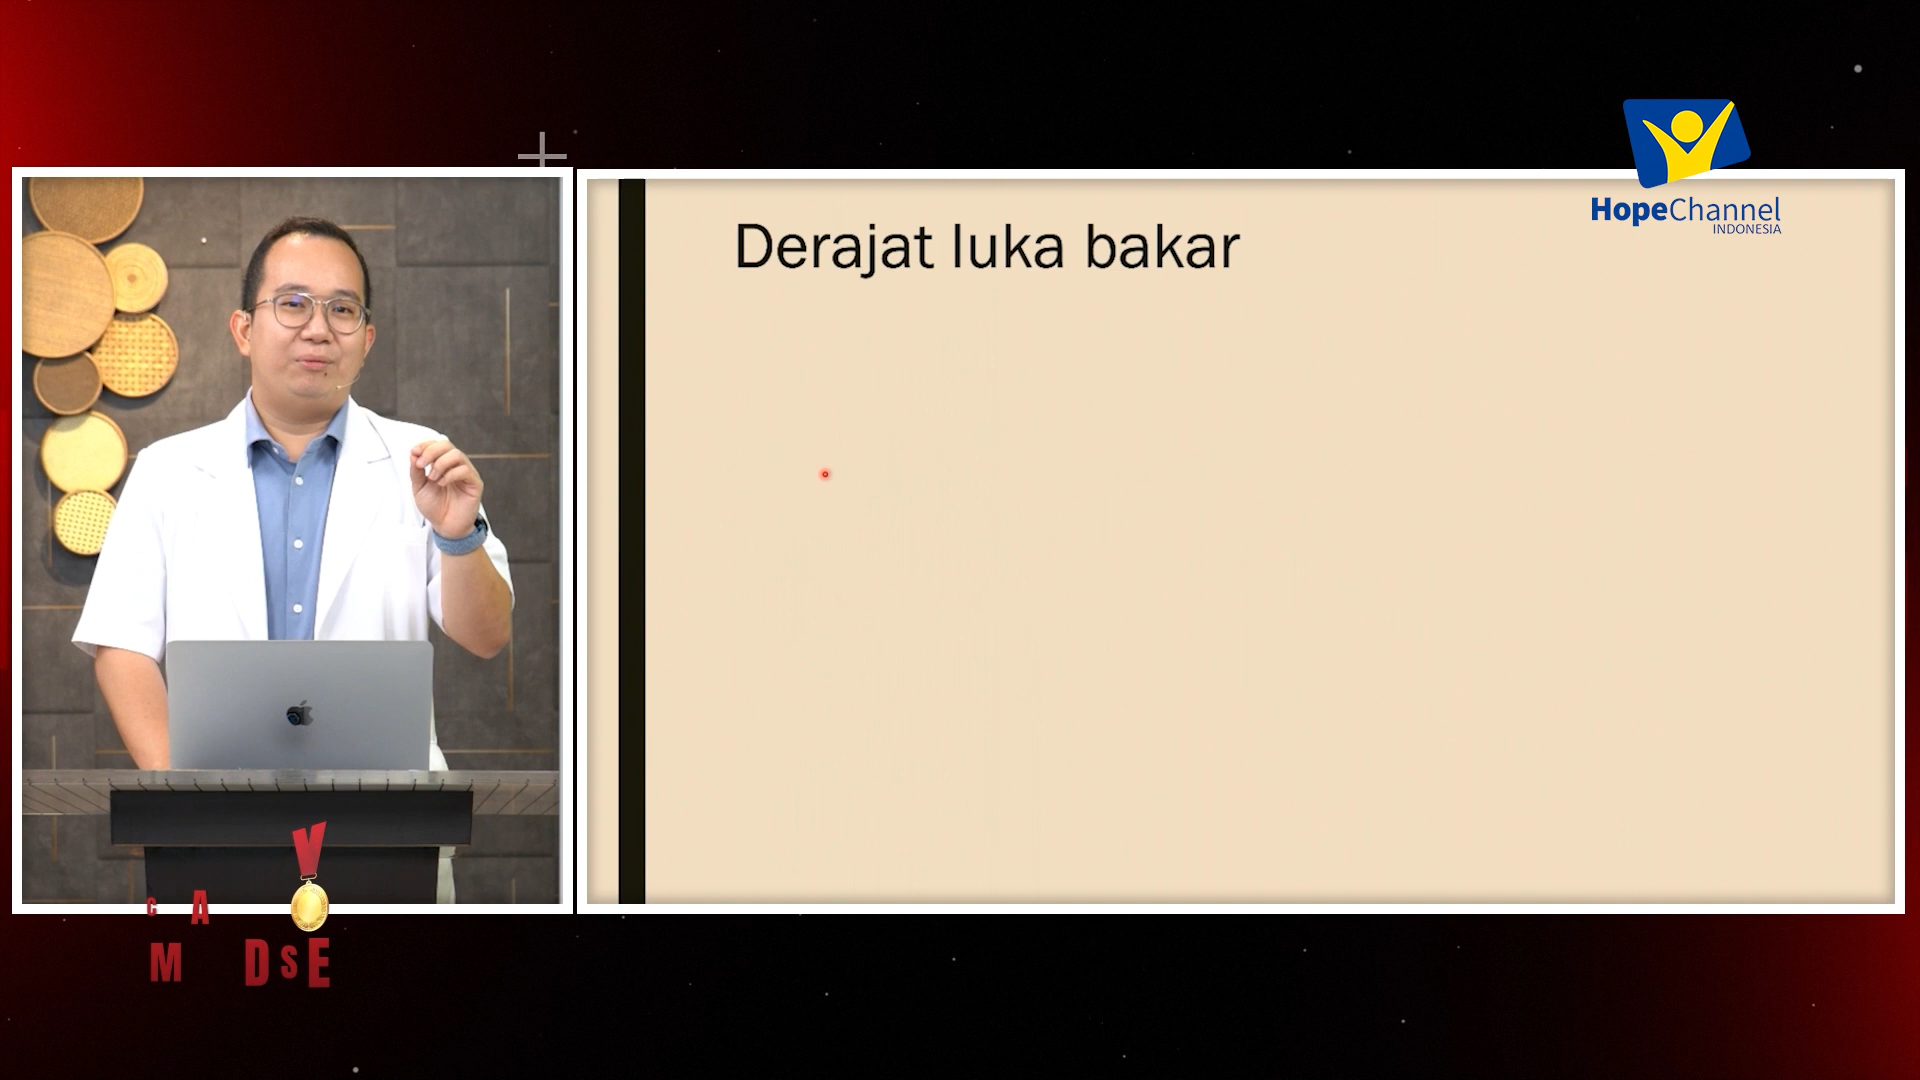 HopeChannel
INDONESIA
Derajat luka bakar
C A V
M D S E